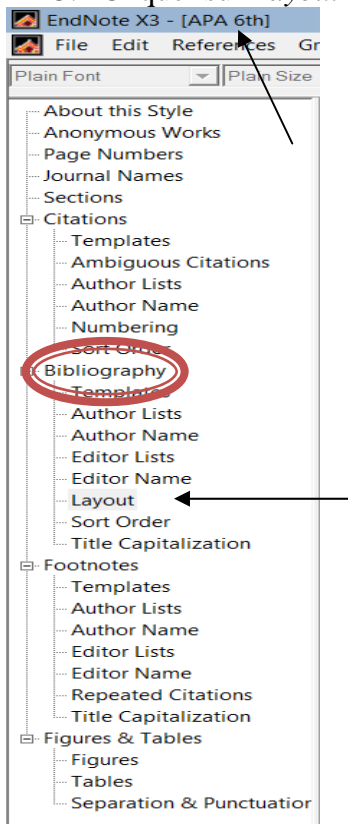 EndNote X3 - [APA 6th]
File Edit References Gr
Plain Font Plain Size
About this Style
Anonymous Works
Page Numbers
Journal Names
Sections
Citations
Templates
Ambiguous Citations
Author Lists
Author Name
Numbering
Sort Order
Bibliography
Templates
Author Lists
Author Name
Editor Lists
Editor Name
Layout
Sort Order
Title Capitalization
Footnotes
Templates
Author Lists
Author Name
Editor Lists
Editor Name
Repeated Citations
Title Capitalization
Figures & Tables
Figures
Tables
Separation & Punctuatior